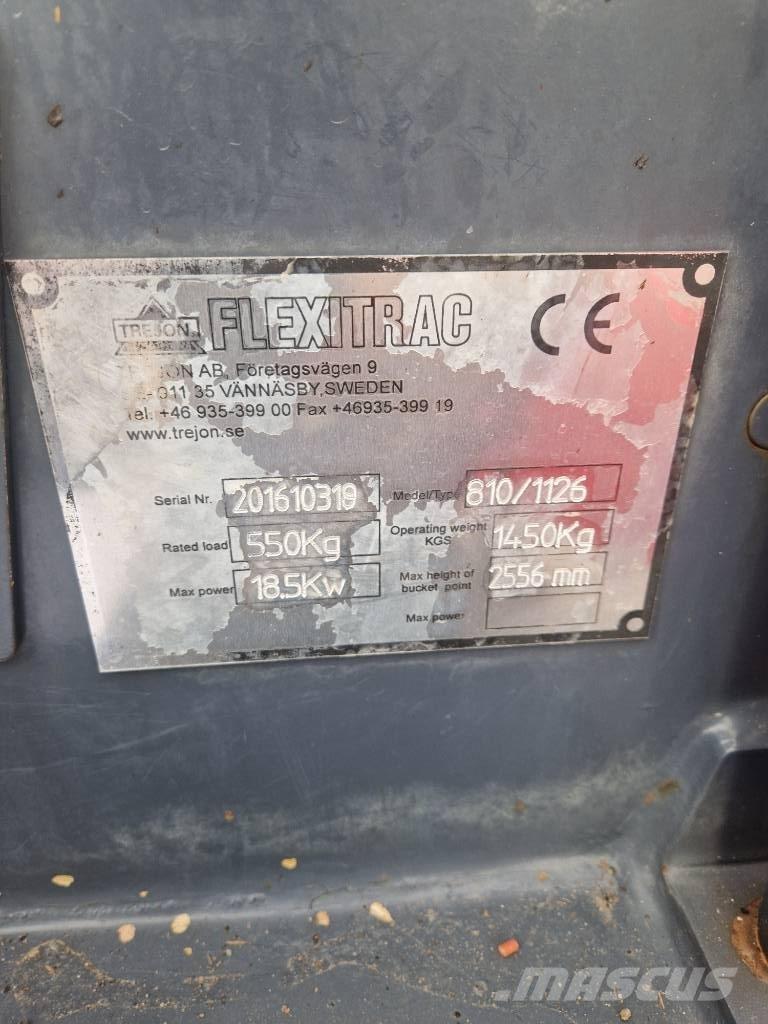 TREJON
SWEDEN
FLEXITRAC
CE
TREJON AB, Företagsvägen 9
911 35 VÄNNÄSBY, SWEDEN
Tel. +46 935-399 00 Fax +46935-399 19
www.trejon.se
Serial Nr. 201610319 Model/Type 810/1126
Rated load 550Kg Operating weight KGS 1450Kg
Max power 18.5Kw Max height of bucket point 2556 mm
Max power
MASCUS